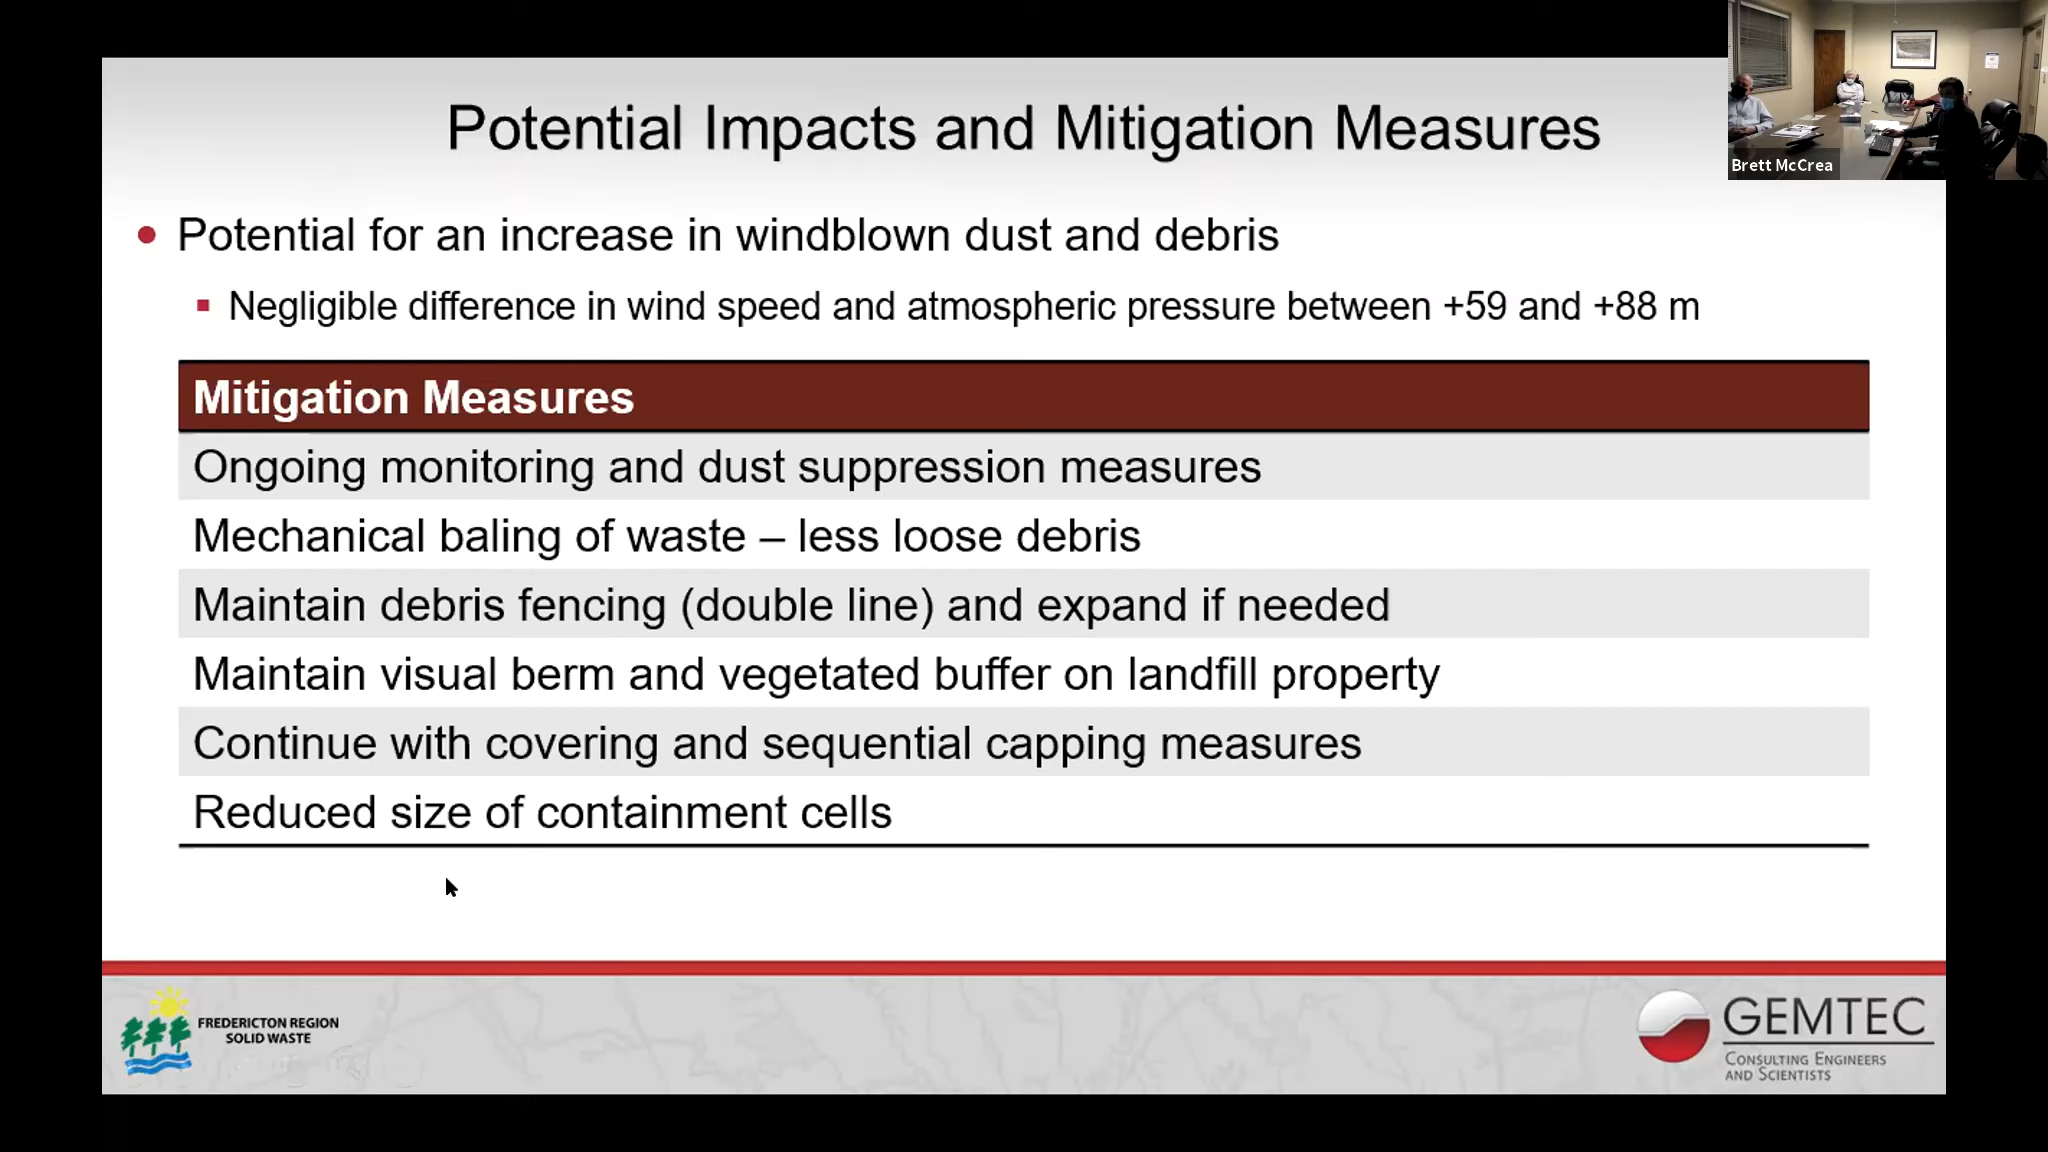 Potential Impacts and Mitigation Measures
Brett McCrea
Potential for an increase in windblown dust and debris
Negligible difference in wind speed and atmospheric pressure between +59 and +88 m
Mitigation Measures
Ongoing monitoring and dust suppression measures
Mechanical baling of waste – less loose debris
Maintain debris fencing (double line) and expand if needed
Maintain visual berm and vegetated buffer on landfill property
Continue with covering and sequential capping measures
Reduced size of containment cells
FREDERICTON REGION
SOLID WASTE
GEMTEC
CONSULTING ENGINEERS
AND SCIENTISTS